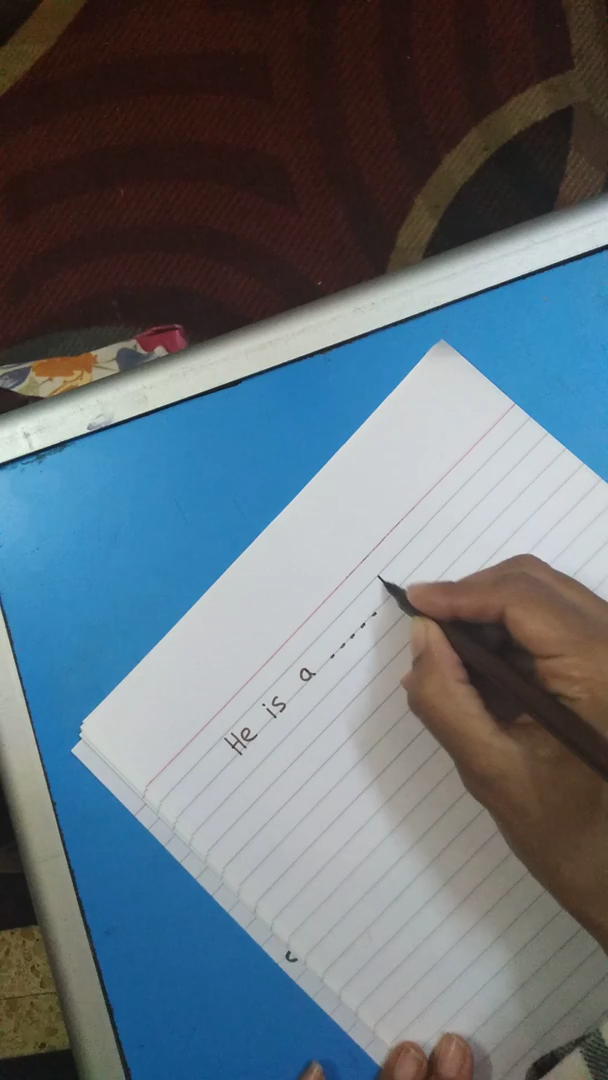 He is a -----